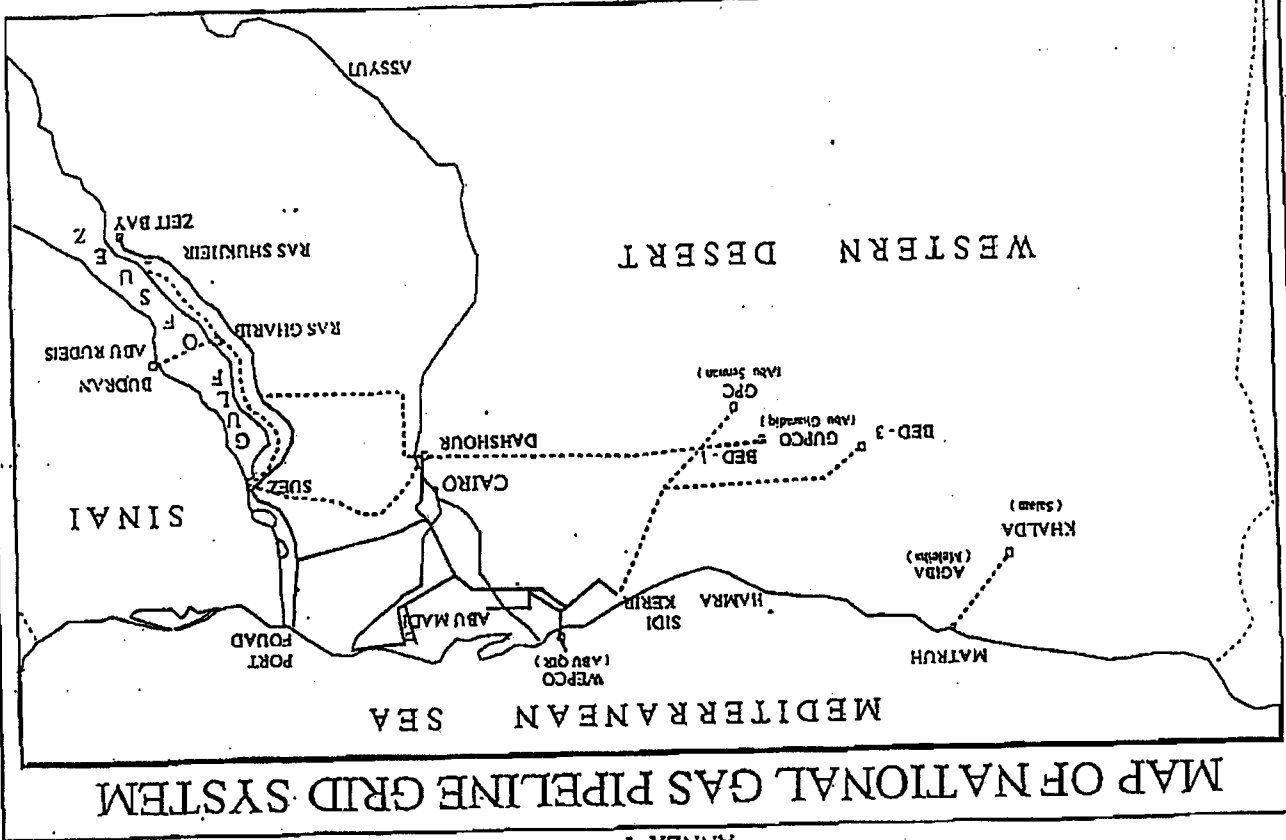 ANNEX
MAP OF NATIONAL GAS PIPELINE GRID SYSTEM
MEDITERRANEAN SEA
WEPCO
(ABU QIR)
MATRUH
PORT
FOUAD
SIDI
KERIR
HAMRA
ABU MADI
AGIBA
(Meleiha)
KHALDA
(Salam)
SINAI
CAIRO
SUEZ
BED-3
BED-1
GUPCO
(Abu Gharadiq)
DAHSHOUR
GPC
(Abu Sennan)
GULF OF SUEZ
BUDRAN
ABU RUDEIS
RAS GHARIB
WESTERN DESERT
RAS SHUKHEIR
ZEIT BAY
ASSYUT